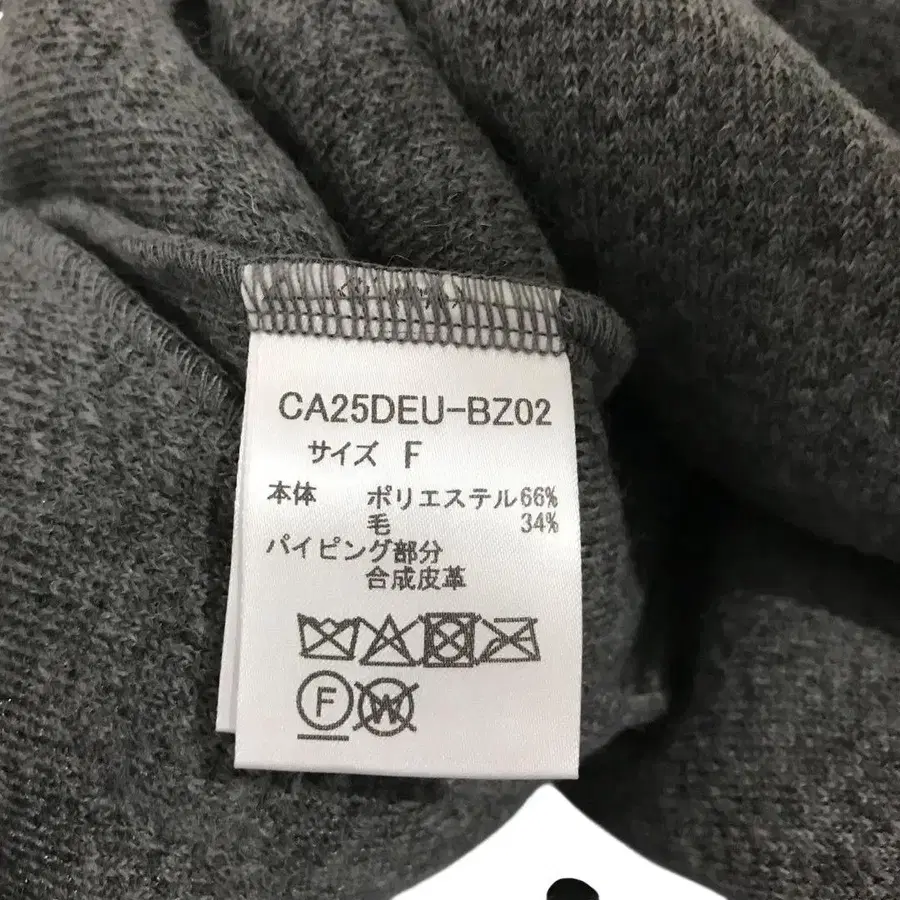 CA25DEU-BZ02
サイズ F
本体 ポリエステル66%
毛 34%
パイピング部分
合成皮革
F
W